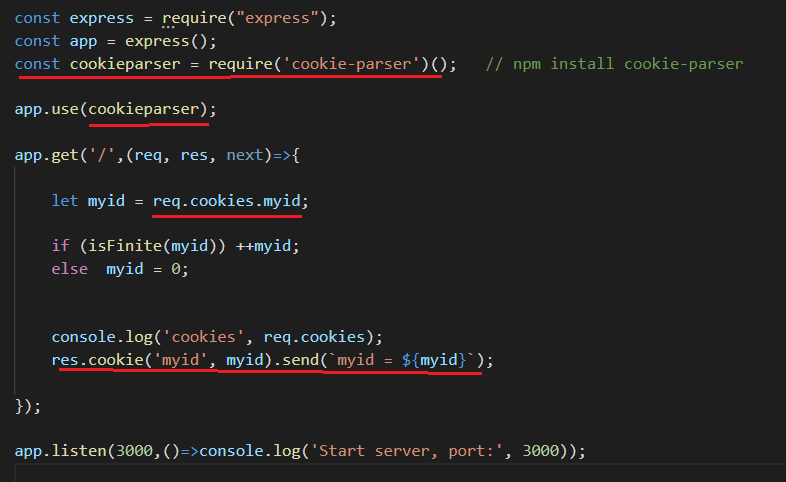 const express = require("express");
const app = express();
const cookieparser = require('cookie-parser')();   // npm install cookie-parser
app.use(cookieparser);
app.get('/',(req, res, next)=>{
let myid = req.cookies.myid;
if (isFinite(myid)) ++myid;
else  myid = 0;
console.log('cookies', req.cookies);
res.cookie('myid', myid).send(`myid = ${myid}`);
});
app.listen(3000,()=>console.log('Start server, port:', 3000));